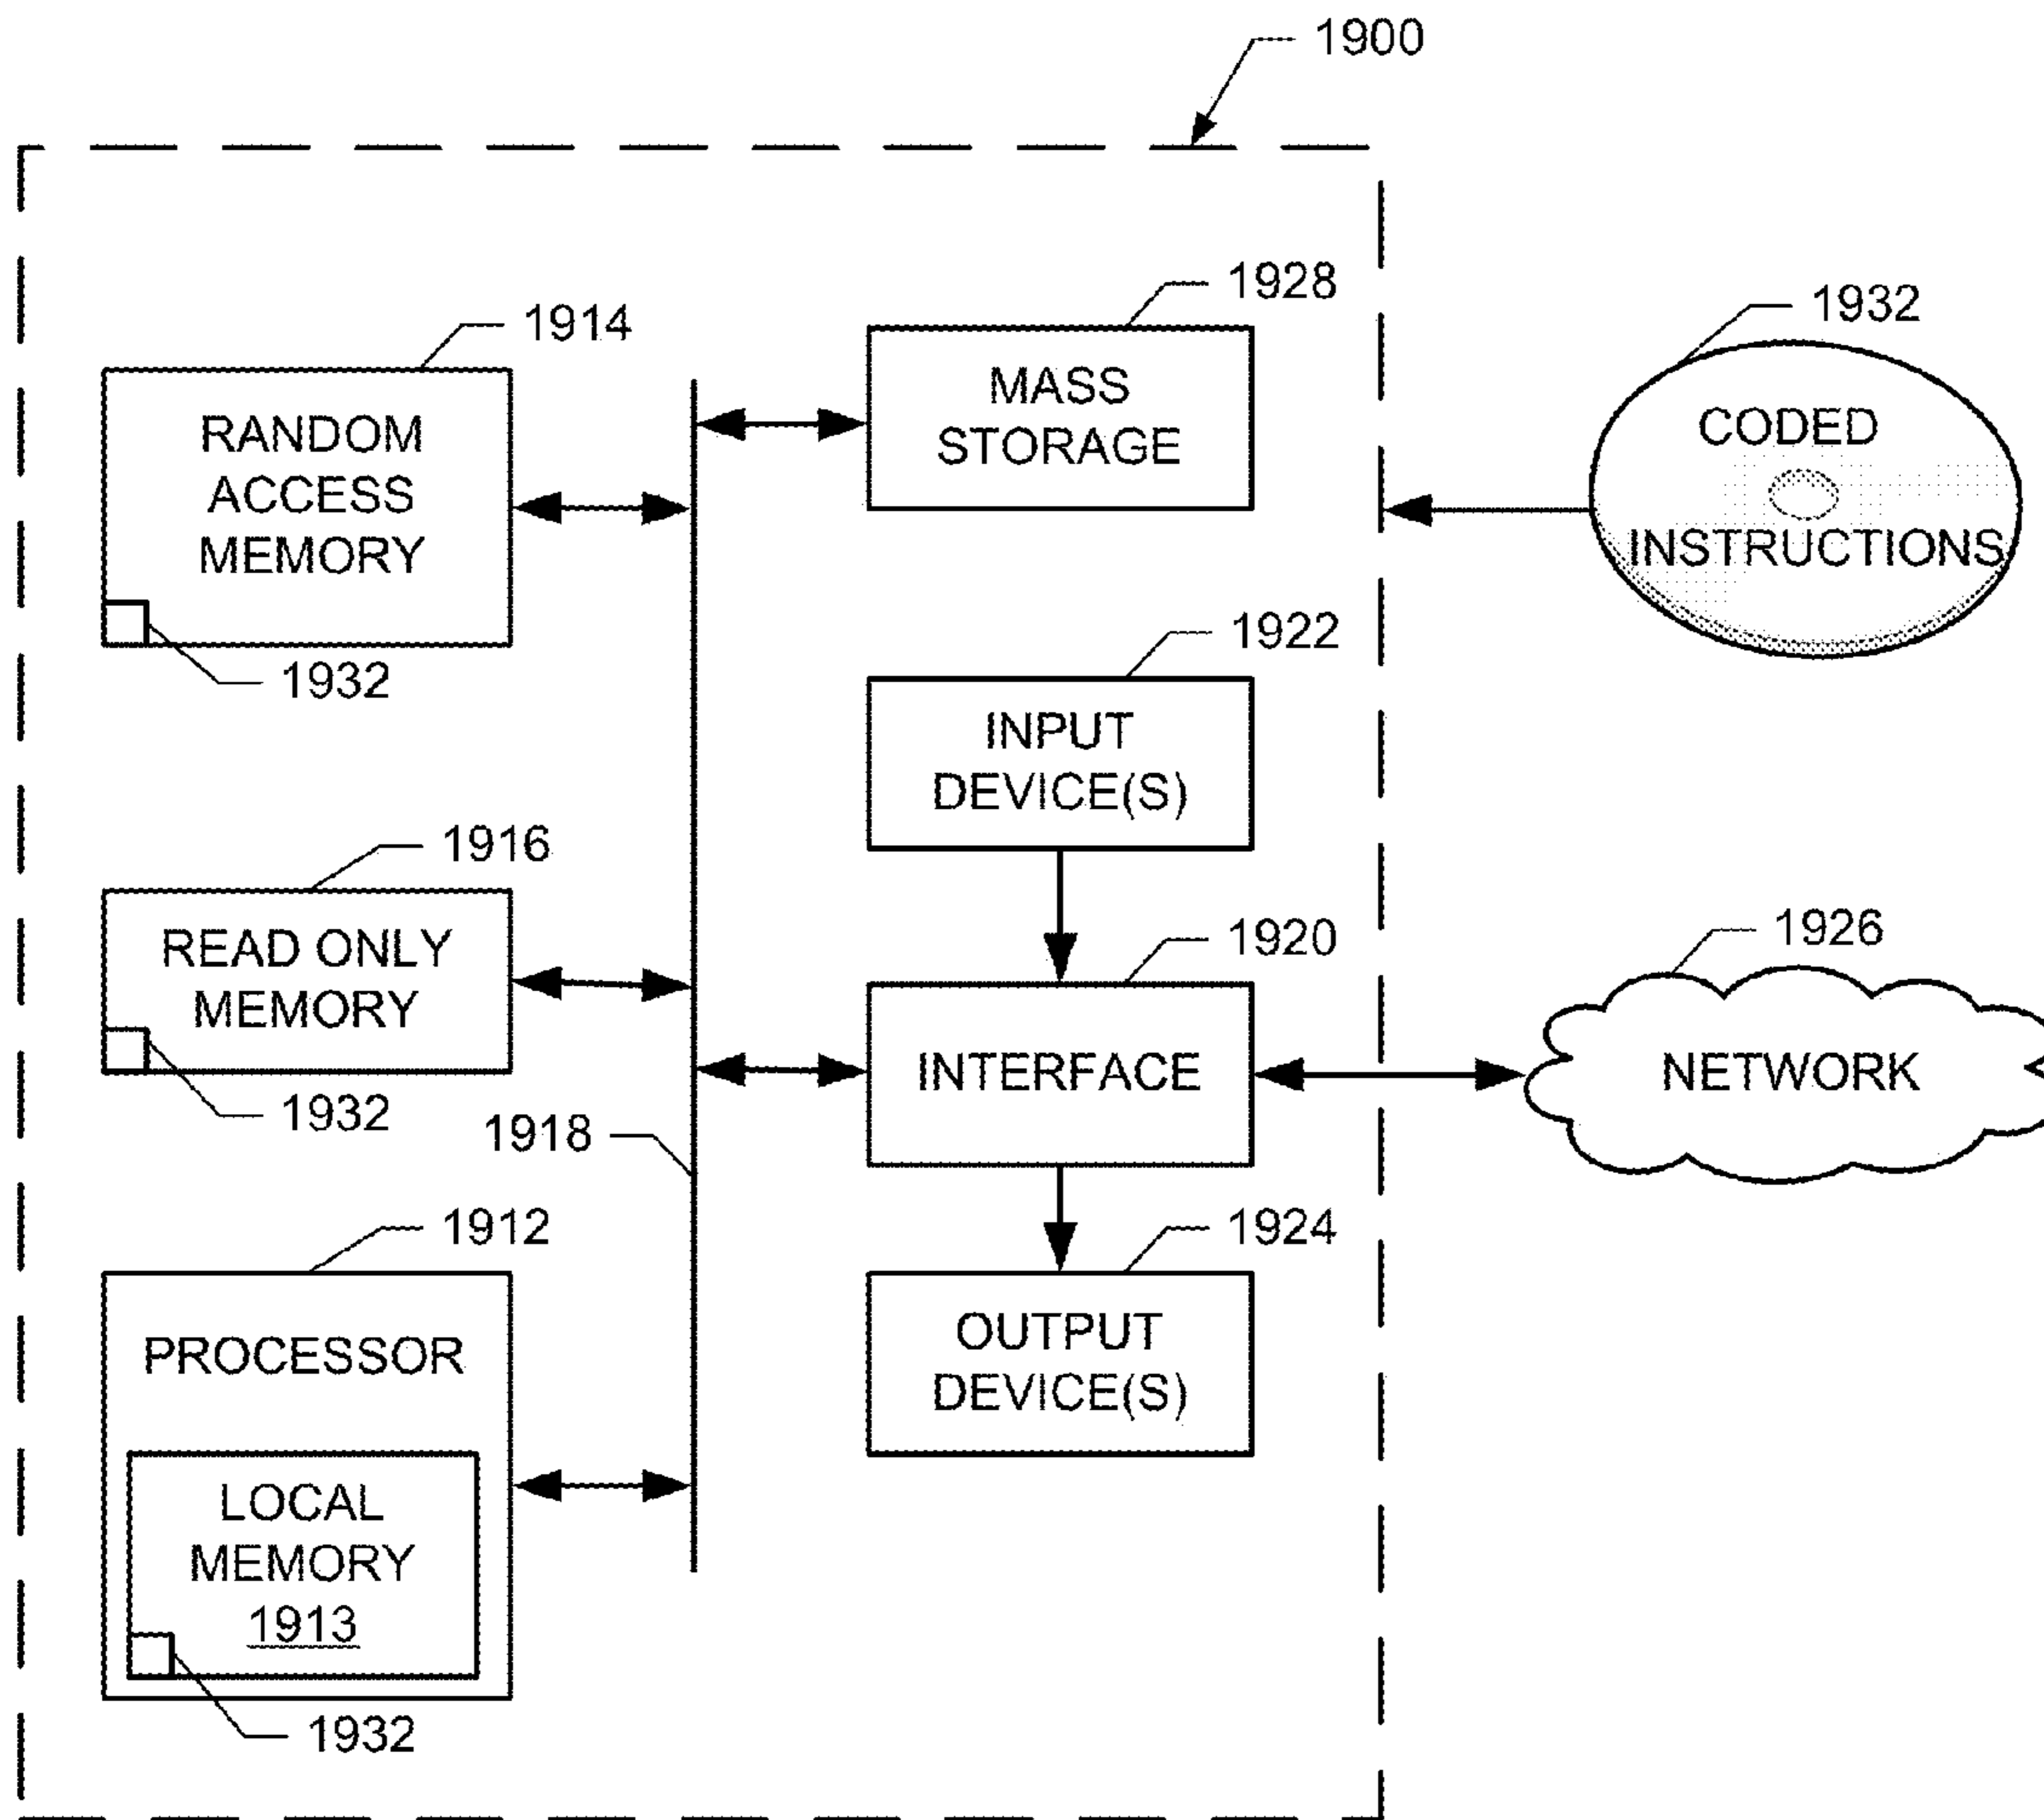 1900
1928
1914
1932
MASS
STORAGE
RANDOM
ACCESS
MEMORY
CODED
INSTRUCTIONS
1932
1922
INPUT
DEVICE(S)
1916
1920
1926
READ ONLY
MEMORY
INTERFACE
NETWORK
1932
1918
1912
1924
PROCESSOR
OUTPUT
DEVICE(S)
LOCAL
MEMORY
1913
1932